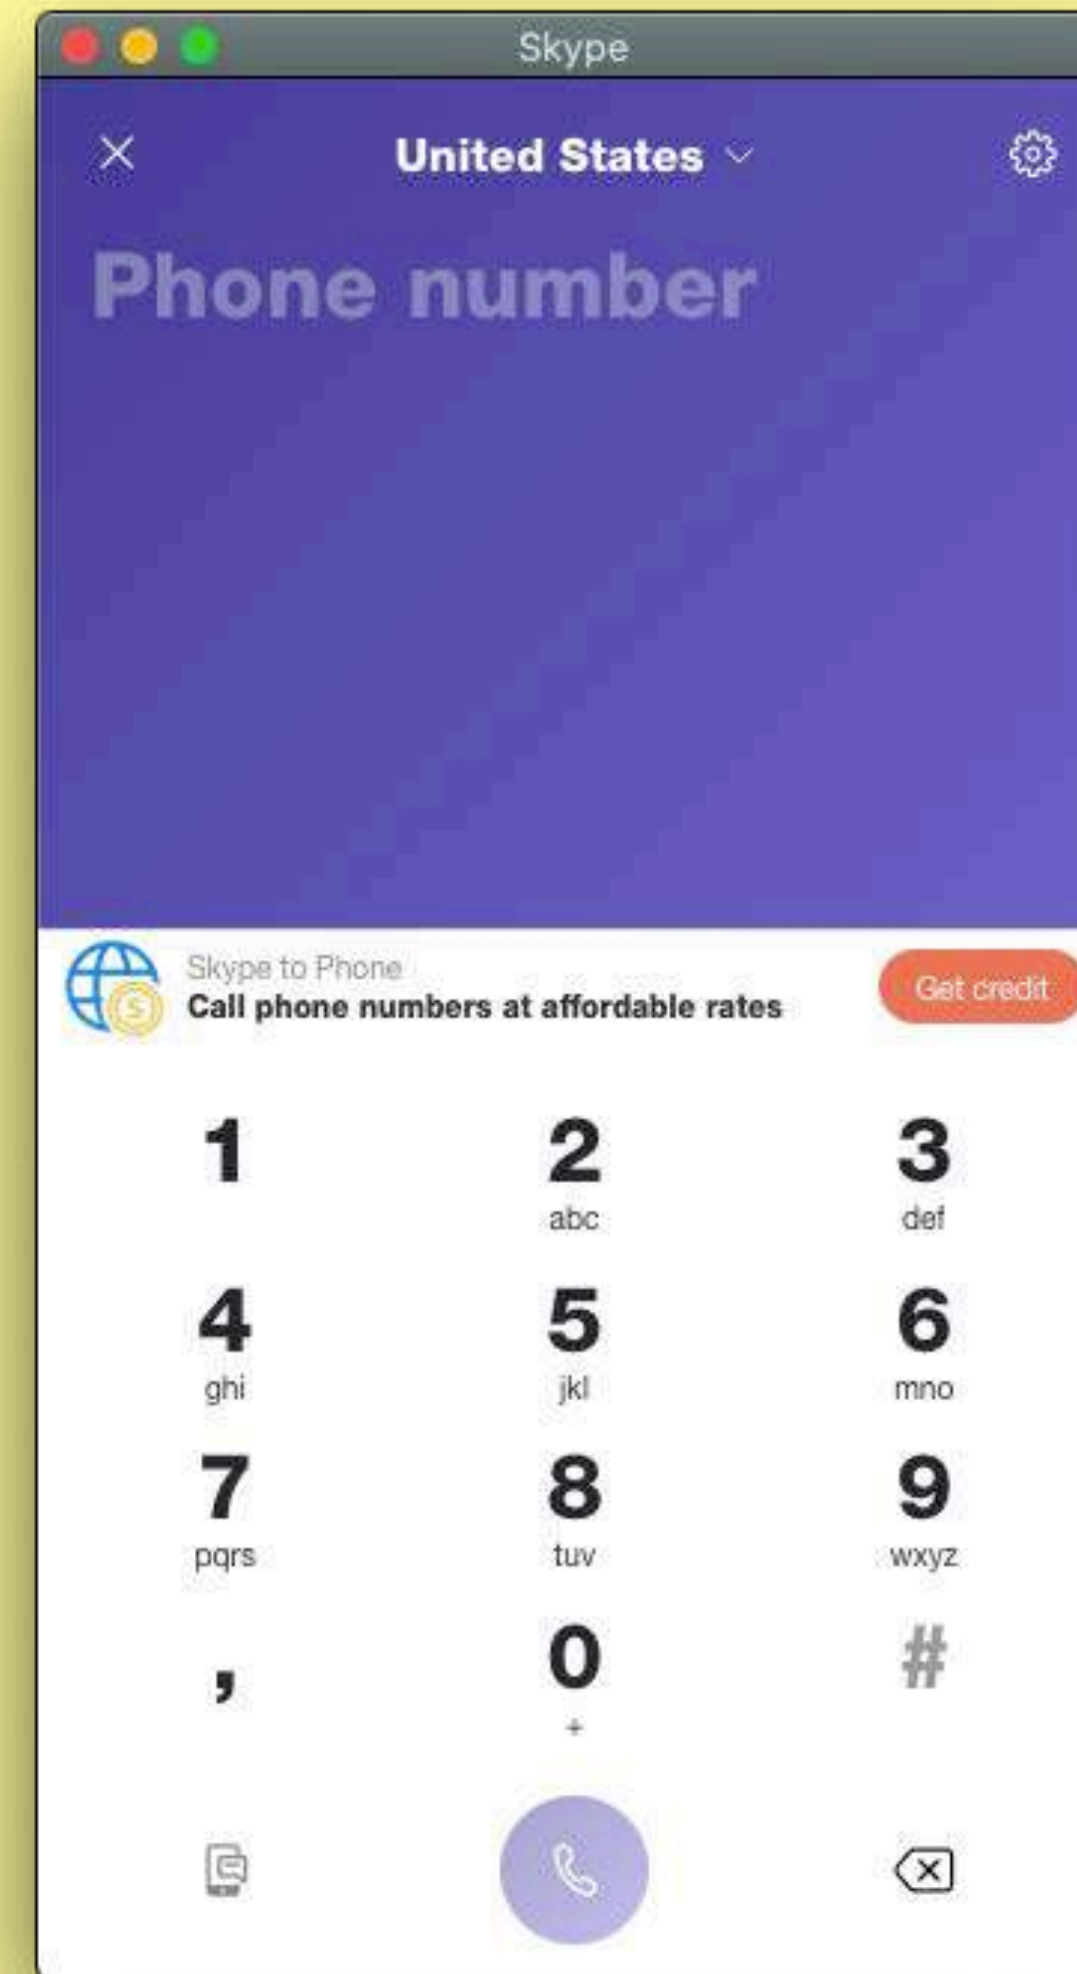 Skype
United States
Phone number
Skype to Phone
Call phone numbers at affordable rates
Get credit
1 2 3
abc def
4 5 6
ghi jkl mno
7 8 9
pqrs tuv wxyz
, 0 #
+